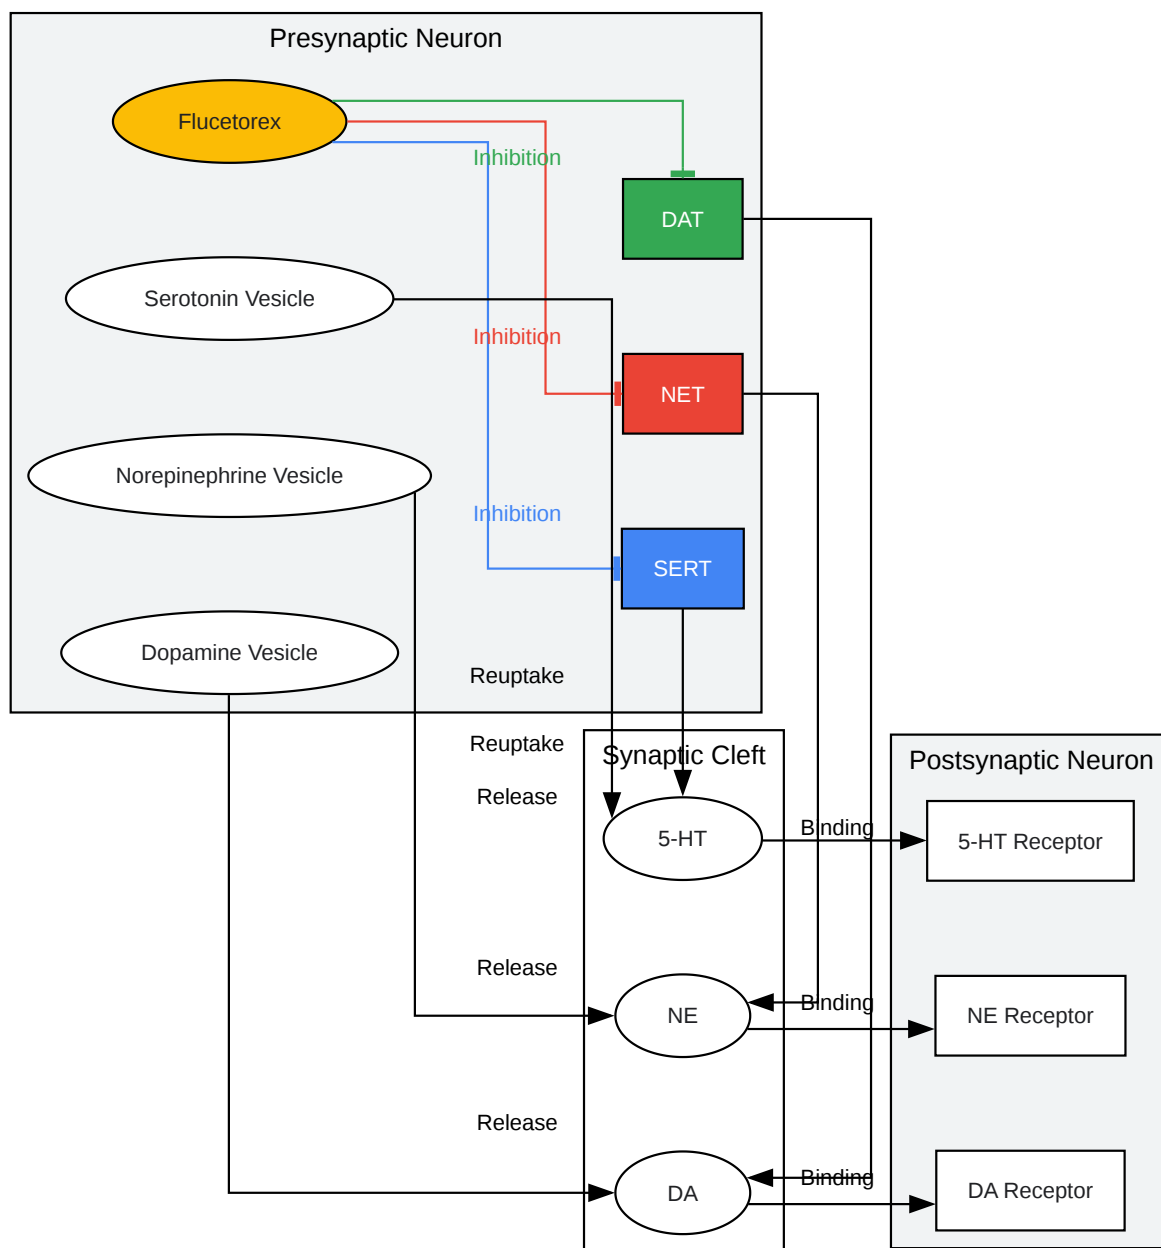 Presynaptic Neuron
Flucetorex
Inhibition
DAT
Serotonin Vesicle
Inhibition
NET
Norepinephrine Vesicle
Inhibition
SERT
Dopamine Vesicle
Reuptake
Reuptake
Synaptic Cleft
Postsynaptic Neuron
Release
5-HT
Binding
5-HT Receptor
Release
NE
Binding
NE Receptor
Release
DA
Binding
DA Receptor